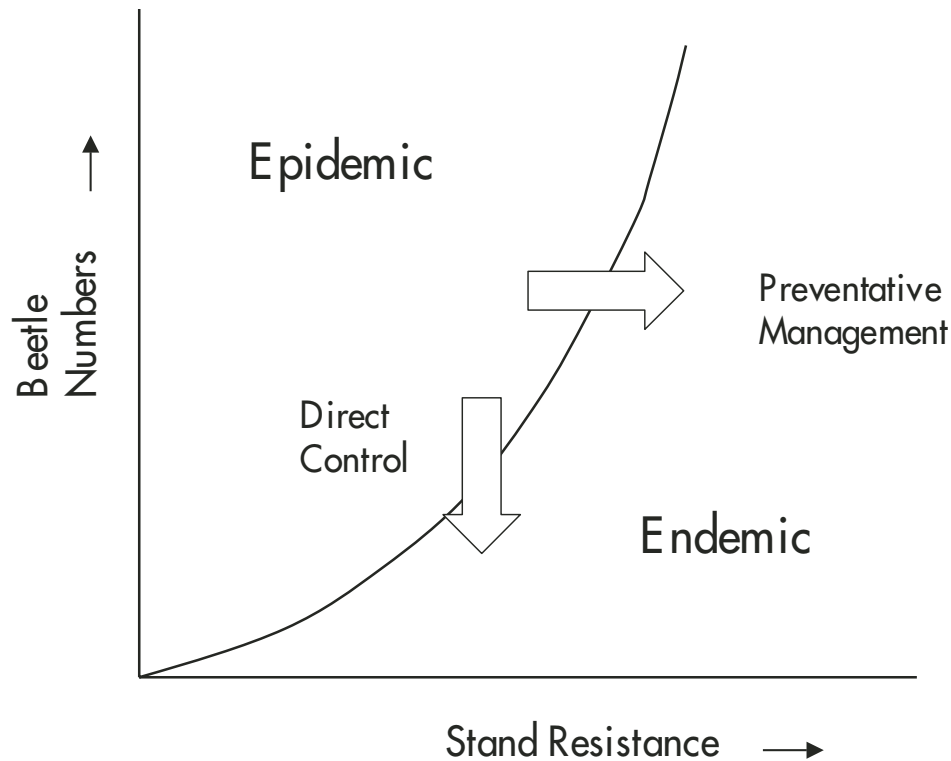 Epidemic
Beetle
Numbers
Preventative
Management
Direct
Control
Endemic
Stand Resistance